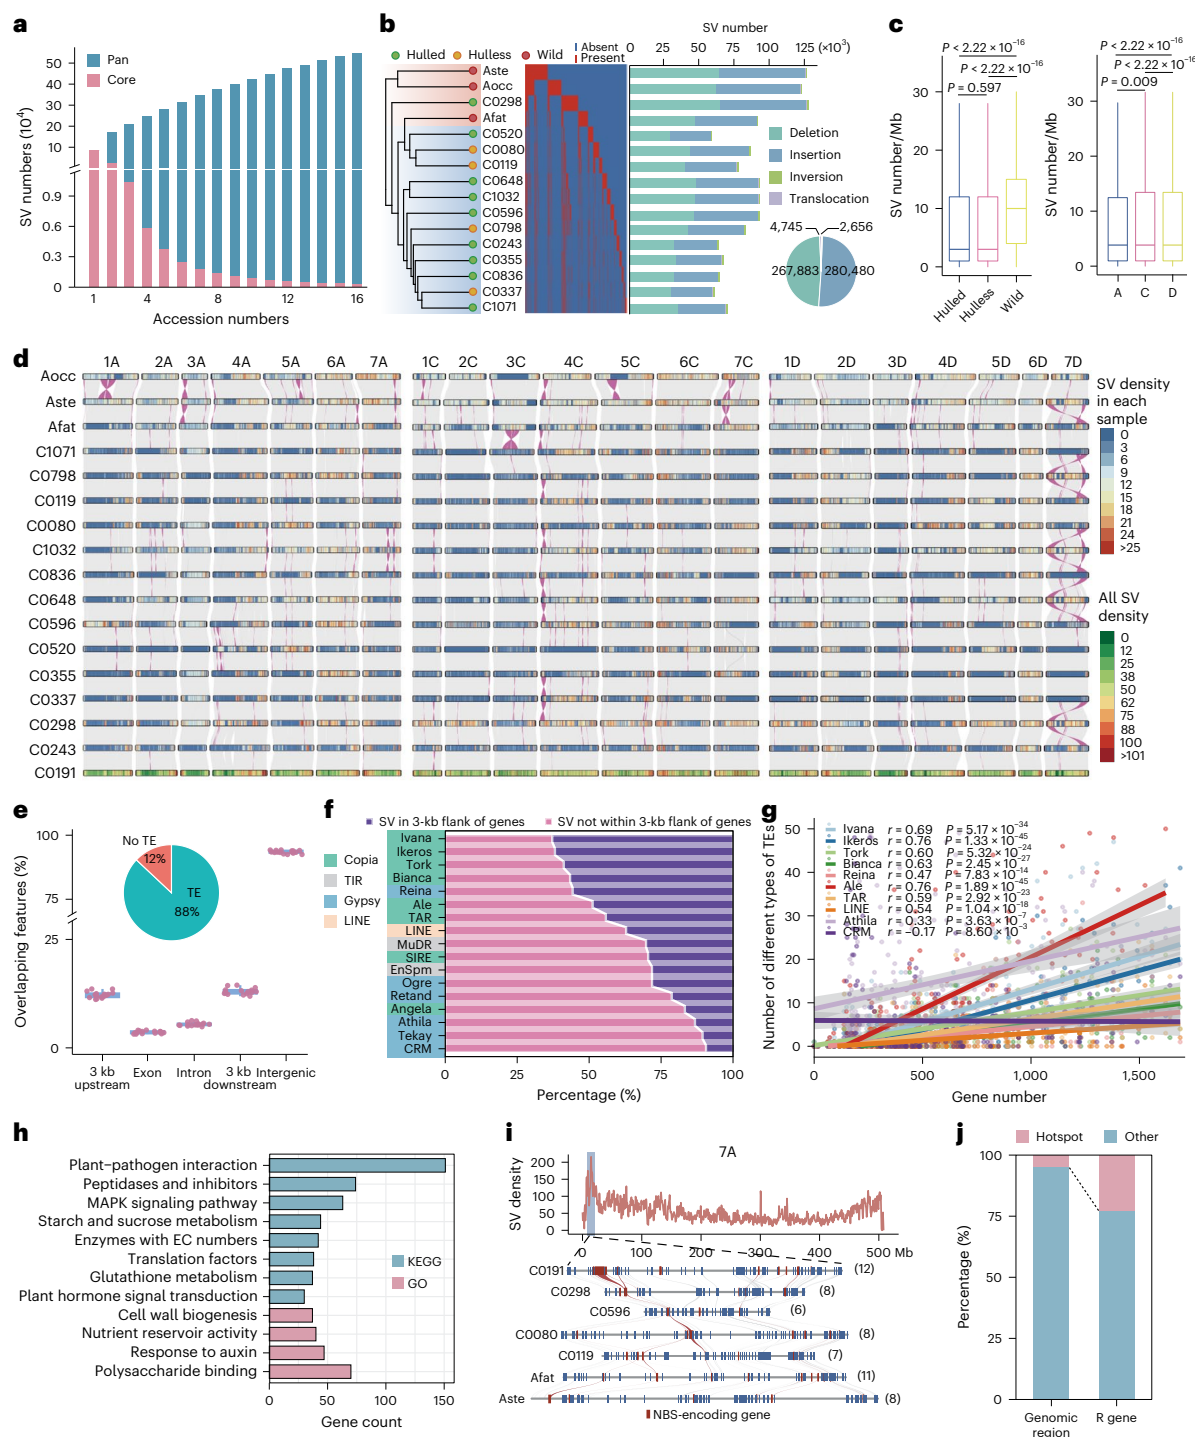 a
Pan
Core
SV numbers (10⁴)
50
40
30
20
10
0.9
0.6
0.3
0
1
4
8
12
16
Accession numbers
b
SV number
Hulled
Hulless
Wild
Absent
Present
0
25
50
75
100
125 (×10³)
Aste
Aocc
C0298
Afat
C0520
C0080
C0119
C0648
C1032
C0596
C0798
C0243
C0355
C0836
C0337
C1071
Deletion
Insertion
Inversion
Translocation
4,745
2,656
267,883
280,480
c
P < 2.22 × 10⁻¹⁶
P < 2.22 × 10⁻¹⁶
P = 0.597
SV number/Mb
30
20
10
0
Hulled
Hulless
Wild
P < 2.22 × 10⁻¹⁶
P < 2.22 × 10⁻¹⁶
P = 0.009
SV number/Mb
30
20
10
0
A
C
D
d
1A 2A 3A 4A 5A 6A 7A 1C 2C 3C 4C 5C 6C 7C 1D 2D 3D 4D 5D 6D 7D
Aocc
Aste
Afat
C1071
C0798
C0119
C0080
C1032
C0836
C0648
C0596
C0520
C0355
C0337
C0298
C0243
C0191
SV density
in each
sample
0
3
6
9
12
15
18
21
24
>25
All SV
density
0
12
25
38
50
62
75
88
100
>101
e
Overlapping features (%)
100
75
25
0
No TE
12%
TE
88%
3 kb
upstream
Exon
Intron
3 kb
downstream
Intergenic
f
SV in 3-kb flank of genes
SV not within 3-kb flank of genes
Copia
TIR
Gypsy
LINE
Ivana
Ikeros
Tork
Bianca
Reina
Ale
TAR
LINE
MuDR
SIRE
EnSpm
Ogre
Retand
Angela
Athila
Tekay
CRM
0
25
50
75
100
Percentage (%)
g
Number of different types of TEs
50
40
30
20
10
0
Ivana r = 0.69 P = 5.17 × 10⁻³⁴
Ikeros r = 0.76 P = 1.33 × 10⁻⁴⁵
Tork r = 0.60 P = 5.32 × 10⁻²⁴
Bianca r = 0.63 P = 2.45 × 10⁻²⁷
Reina r = 0.47 P = 7.83 × 10⁻¹⁴
Ale r = 0.76 P = 1.89 × 10⁻⁴⁵
TAR r = 0.59 P = 2.92 × 10⁻²³
LINE r = 0.54 P = 1.04 × 10⁻¹⁸
Athila r = 0.33 P = 3.63 × 10⁻⁷
CRM r = −0.17 P = 8.60 × 10⁻³
0
500
1,000
1,500
Gene number
h
Plant–pathogen interaction
Peptidases and inhibitors
MAPK signaling pathway
Starch and sucrose metabolism
Enzymes with EC numbers
Translation factors
Glutathione metabolism
Plant hormone signal transduction
Cell wall biogenesis
Nutrient reservoir activity
Response to auxin
Polysaccharide binding
KEGG
GO
0
50
100
150
Gene count
i
7A
SV density
200
150
100
50
0
0
100
200
300
400
500 Mb
C0191 (12)
C0298 (8)
C0596 (6)
C0080 (8)
C0119 (7)
Afat (11)
Aste (8)
NBS-encoding gene
j
Hotspot
Other
Percentage (%)
100
75
50
25
0
Genomic
region
R gene